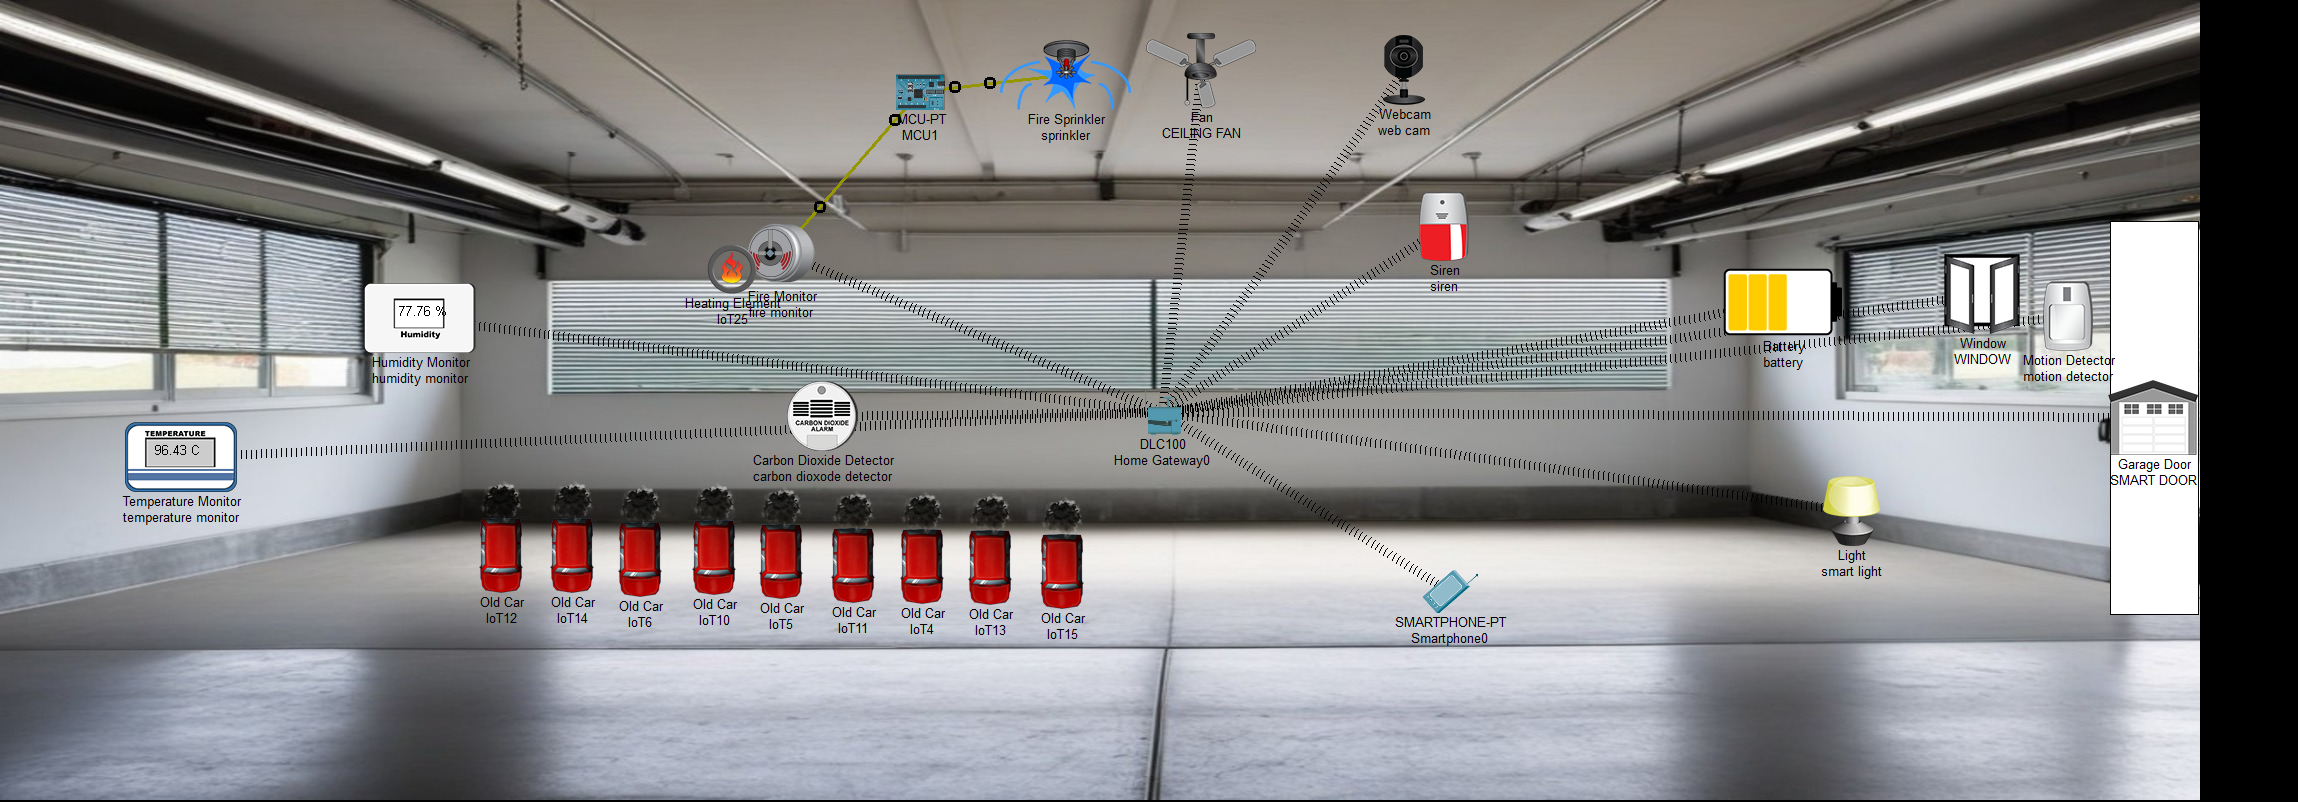 MCU-PT
MCU1
Fire Sprinkler
sprinkler
Fan
CEILING FAN
Webcam
web cam
Siren
siren
Heating Element
IoT25
Fire Monitor
fire monitor
77.76 %
Humidity
Humidity Monitor
humidity monitor
Battery
battery
Window
WINDOW
Motion Detector
motion detector
TEMPERATURE
96.43 C
Temperature Monitor
temperature monitor
CARBON DIOXIDE
ALARM
Carbon Dioxide Detector
carbon dioxode detector
DLC100
Home Gateway0
Garage Door
SMART DOOR
Light
smart light
Old Car
IoT12
Old Car
IoT14
Old Car
IoT6
Old Car
IoT10
Old Car
IoT5
Old Car
IoT11
Old Car
IoT4
Old Car
IoT13
Old Car
IoT15
SMARTPHONE-PT
Smartphone0